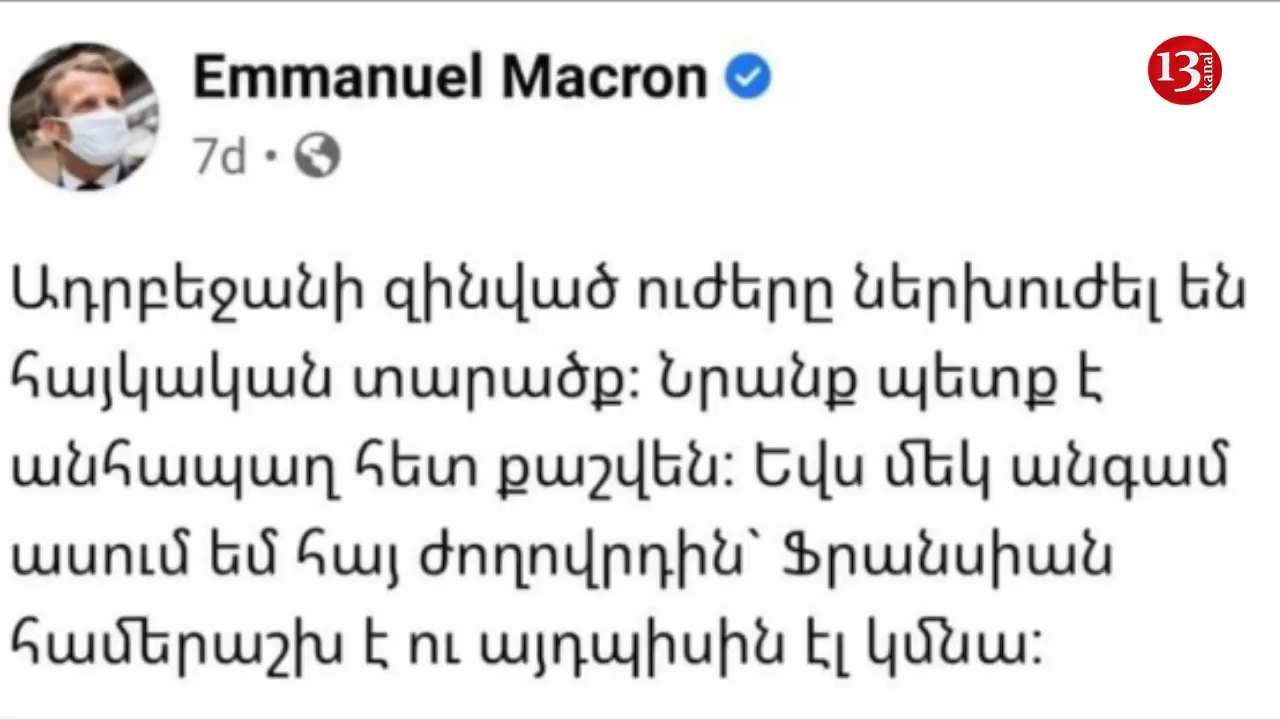 Emmanuel Macron
13 kanal
7d ·
Ադրբեջանի զինված ուժերը ներխուժել են
հայկական տարածք: Նրանք պետք է
անհապաղ հետ քաշվեն: Եվս մեկ անգամ
ասում եմ հայ ժողովրդին՝ Ֆրանսիան
համերաշխ է ու այդպիսին էլ կմնա: